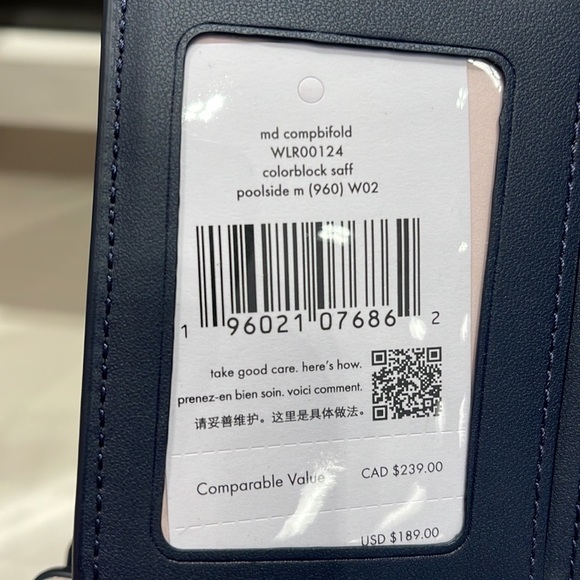 md compbifold
WLR00124
colorblock saff
poolside m (960) W02
1 96021 07686 2
take good care. here's how.
prenez-en bien soin. voici comment.
请妥善维护。这里是具体做法。
Comparable Value CAD $239.00
USD $189.00